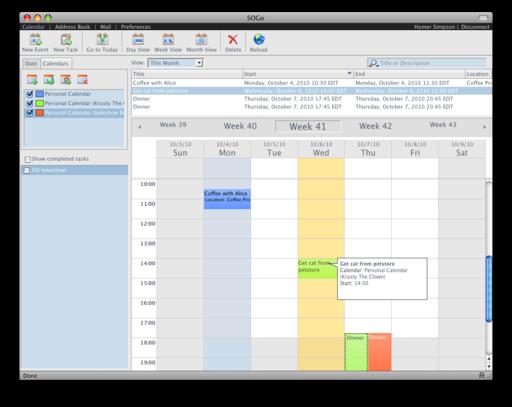 SOGo
Calendar | Address Book | Mail | Preferences
Homer Simpson | Disconnect
New Event New Task Go to Today Day View Week View Month View Delete Reload
Date Calendars
View: This Month
Title or Description
Personal Calendar
Personal Calendar (Krusty The
Personal Calendar (Sideshow B
Title Start End Location
Coffee with Alice Monday, October 4, 2010 10:30 EDT Monday, October 4, 2010 11:30 EDT Coffee Pro
Get cat from petstore Wednesday, October 6, 2010 14:00 EDT Wednesday, October 6, 2010 15:00 EDT
Dinner Thursday, October 7, 2010 17:45 EDT Thursday, October 7, 2010 20:45 EDT
Dinner Thursday, October 7, 2010 17:45 EDT Thursday, October 7, 2010 20:45 EDT
Week 39 Week 40 Week 41 Week 42 Week 43
Show completed tasks
Fill timesheet
10/3/10 10/4/10 10/5/10 10/6/10 10/7/10 10/8/10 10/9/10
Sun Mon Tue Wed Thu Fri Sat
10:00
Coffee with Alice
Location: Coffee Pro
11:00
12:00
13:00
14:00
Get cat from
petstore
Get cat from petstore
Calendar: Personal Calendar
(Krusty The Clown)
Start: 14:00
15:00
16:00
17:00
18:00
Dinner
Dinner
19:00
Done